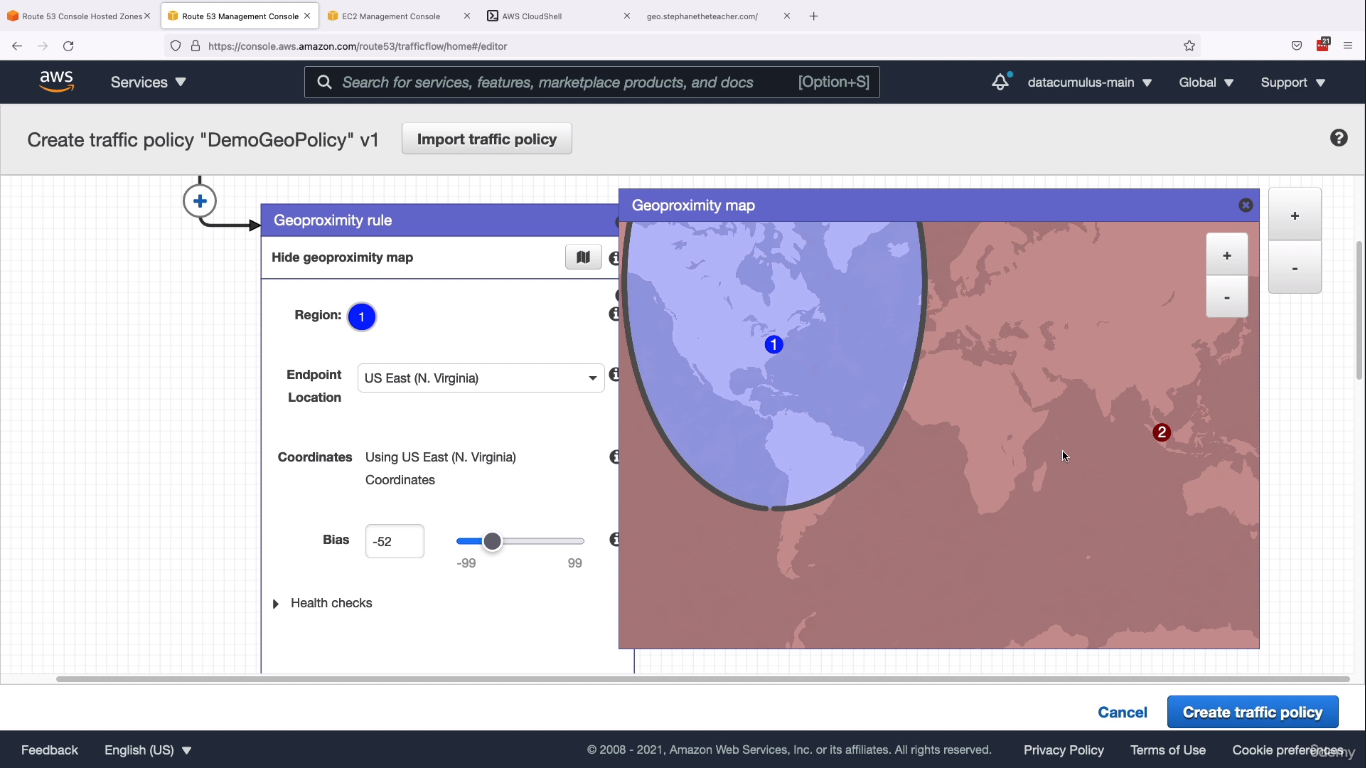 Route 53 Console Hosted Zones
Route 53 Management Console
EC2 Management Console
AWS CloudShell
geo.stephanetheteacher.com/
https://console.aws.amazon.com/route53/trafficflow/home#/editor
21
aws
Services
Search for services, features, marketplace products, and docs [Option+S]
datacumulus-main
Global
Support
Create traffic policy "DemoGeoPolicy" v1
Import traffic policy
Geoproximity rule
Hide geoproximity map
Region: 1
Endpoint
Location
US East (N. Virginia)
Coordinates
Using US East (N. Virginia)
Coordinates
Bias
-52
-99
99
Health checks
Geoproximity map
1
2
+
-
+
-
Cancel
Create traffic policy
Feedback
English (US)
© 2008 - 2021, Amazon Web Services, Inc. or its affiliates. All rights reserved.
Privacy Policy
Terms of Use
Cookie preferences
ûdemy